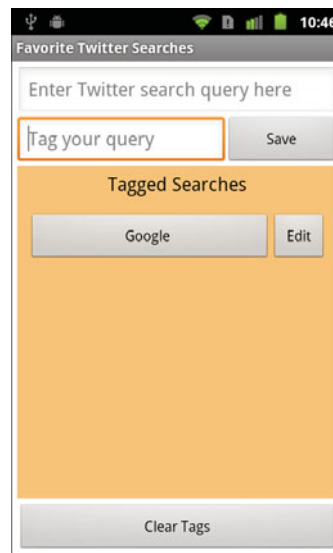 10:46
Favorite Twitter Searches
Enter Twitter search query here
Tag your query
Save
Tagged Searches
Google
Edit
Clear Tags